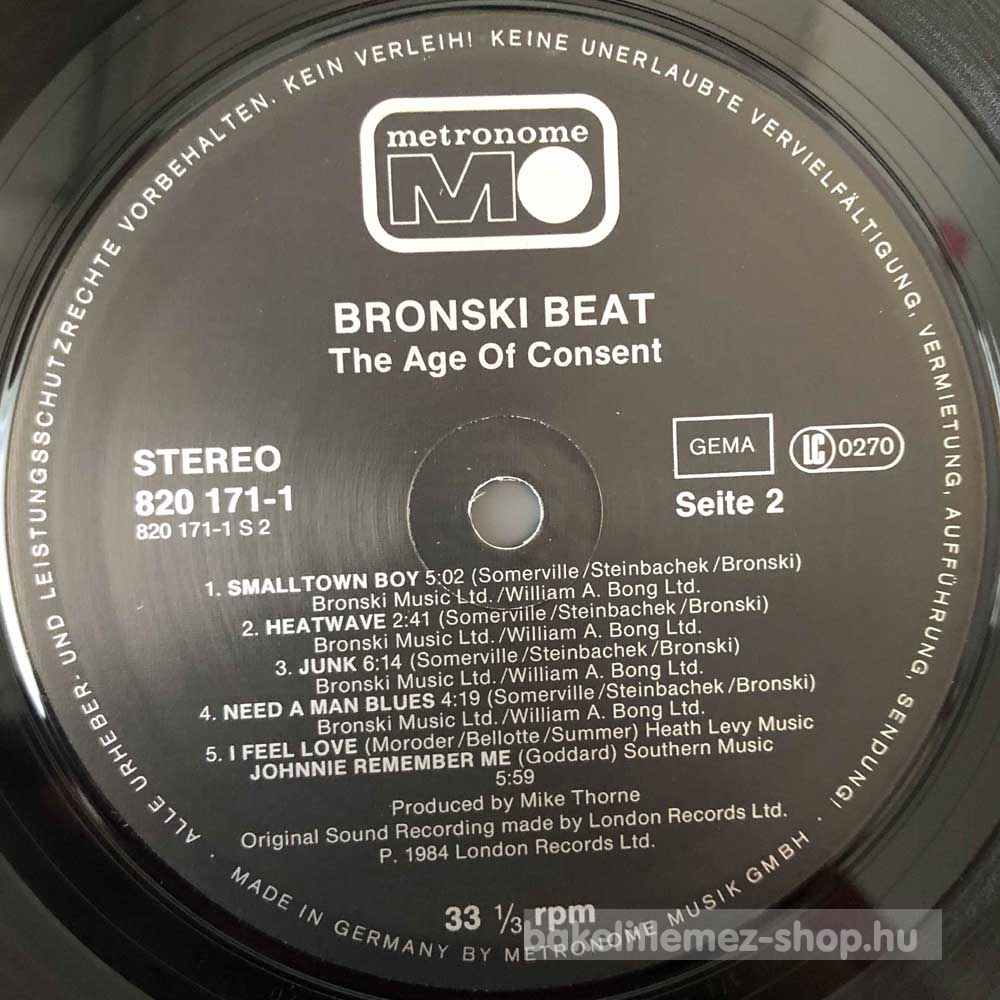 ALLE URHEBER- UND LEISTUNGSSCHUTZRECHTE VORBEHALTEN. KEIN VERLEIH! KEINE UNERLAUBTE VERVIELFÄLTIGUNG, VERMIETUNG, AUFFÜHRUNG, SENDUNG!
metronome
BRONSKI BEAT
The Age Of Consent
STEREO
820 171-1
820 171-1 S 2
GEMA
LC 0270
Seite 2
1. SMALLTOWN BOY 5:02 (Somerville/Steinbachek/Bronski)
Bronski Music Ltd./William A. Bong Ltd.
2. HEATWAVE 2:41 (Somerville/Steinbachek/Bronski)
Bronski Music Ltd./William A. Bong Ltd.
3. JUNK 6:14 (Somerville/Steinbachek/Bronski)
Bronski Music Ltd./William A. Bong Ltd.
4. NEED A MAN BLUES 4:19 (Somerville/Steinbachek/Bronski)
Bronski Music Ltd./William A. Bong Ltd.
5. I FEEL LOVE (Moroder/Bellotte/Summer) Heath Levy Music
JOHNNIE REMEMBER ME (Goddard) Southern Music
5:59
Produced by Mike Thorne
Original Sound Recording made by London Records Ltd.
P. 1984 London Records Ltd.
33 1/3 rpm
· MADE IN GERMANY BY METRONOME MUSIK GMBH ·
bakelitlemez-shop.hu